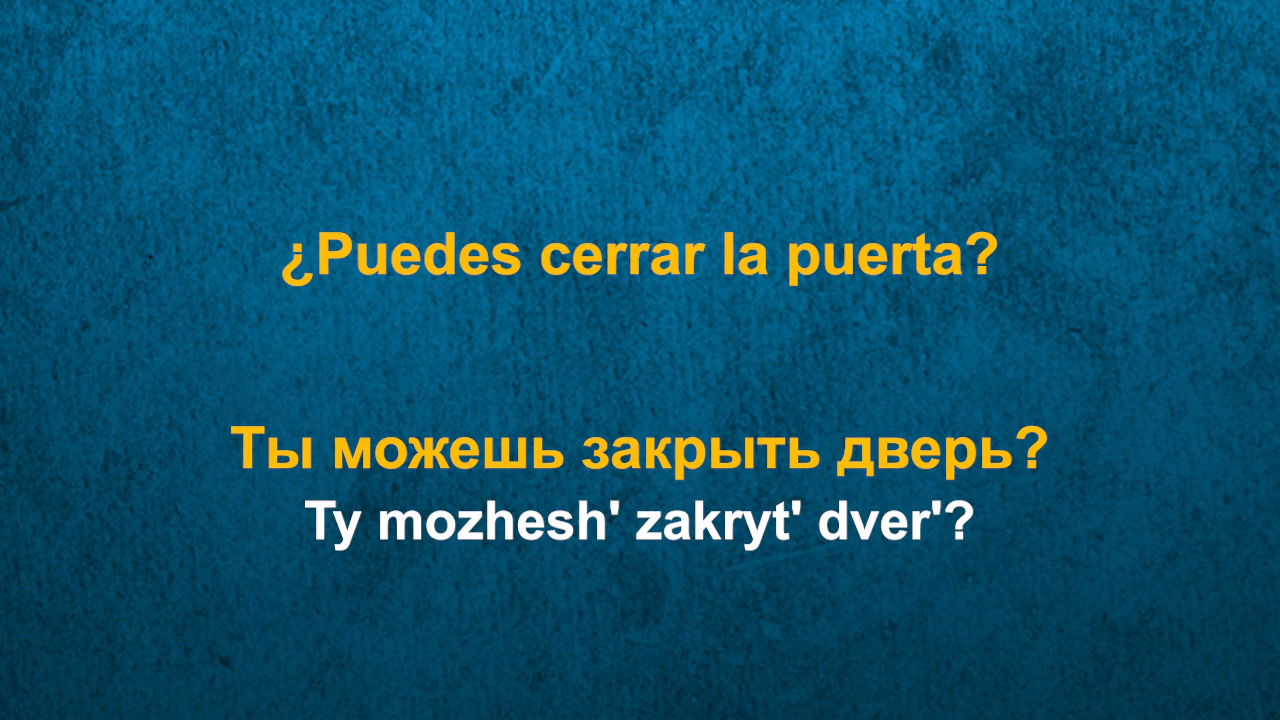 ¿Puedes cerrar la puerta?
Ты можешь закрыть дверь?
Ty mozhesh' zakryt' dver'?